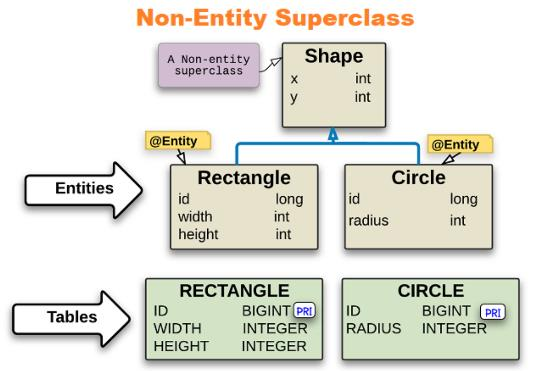 Non-Entity Superclass
A Non-entity
superclass
Shape
x int
y int
@Entity
@Entity
Entities
Rectangle
id long
width int
height int
Circle
id long
radius int
Tables
RECTANGLE
ID BIGINT PRI
WIDTH INTEGER
HEIGHT INTEGER
CIRCLE
ID BIGINT PRI
RADIUS INTEGER